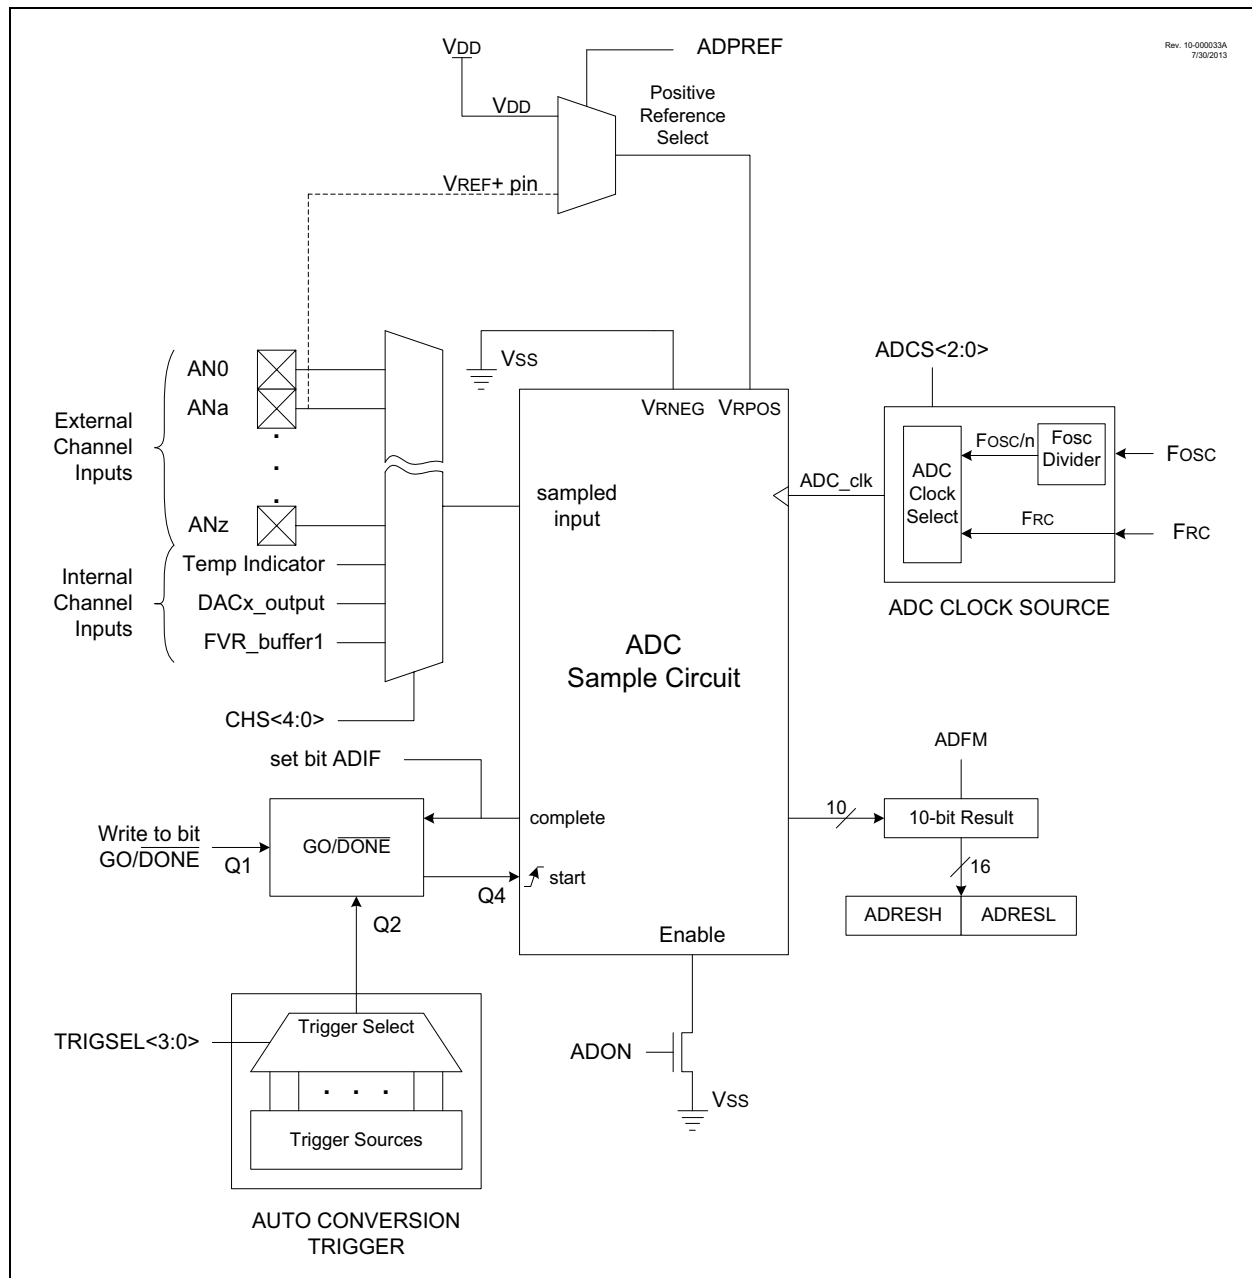 Rev. 10-000033A
7/30/2013
VDD
ADPREF
VDD
Positive
Reference
Select
VREF+ pin
AN0
ANa
ANz
External
Channel
Inputs
Internal
Channel
Inputs
Temp Indicator
DACx_output
FVR_buffer1
CHS<4:0>
VSS
VRNEG
VRPOS
sampled
input
ADC_clk
ADCS<2:0>
ADC
Clock
Select
FOSC/n
Fosc
Divider
FRC
FOSC
FRC
ADC CLOCK SOURCE
ADC
Sample Circuit
set bit ADIF
complete
Write to bit
GO/DONE
Q1
GO/DONE
Q4
start
Q2
Enable
ADFM
10
10-bit Result
16
ADRESH
ADRESL
TRIGSEL<3:0>
Trigger Select
. . .
Trigger Sources
AUTO CONVERSION
TRIGGER
ADON
VSS